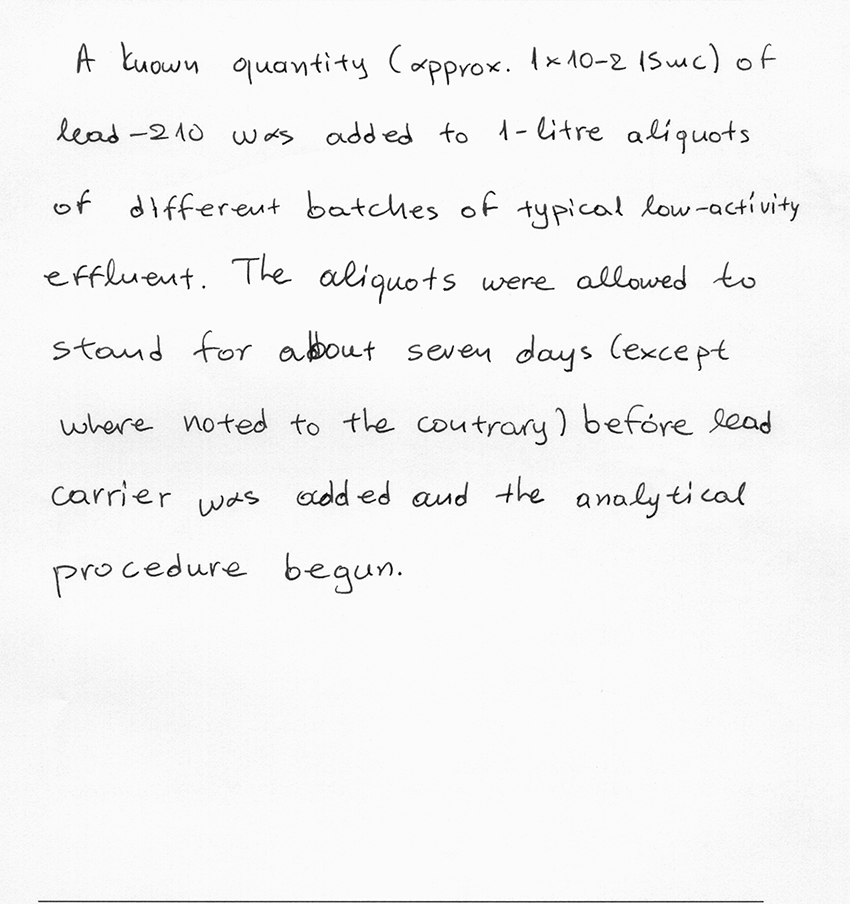 A known quantity (approx. 1×10-2 15mc) of
lead-210 was added to 1-litre aliquots
of different batches of typical low-activity
effluent. The aliquots were allowed to
stand for about seven days (except
where noted to the contrary) before lead
carrier was added and the analytical
procedure begun.